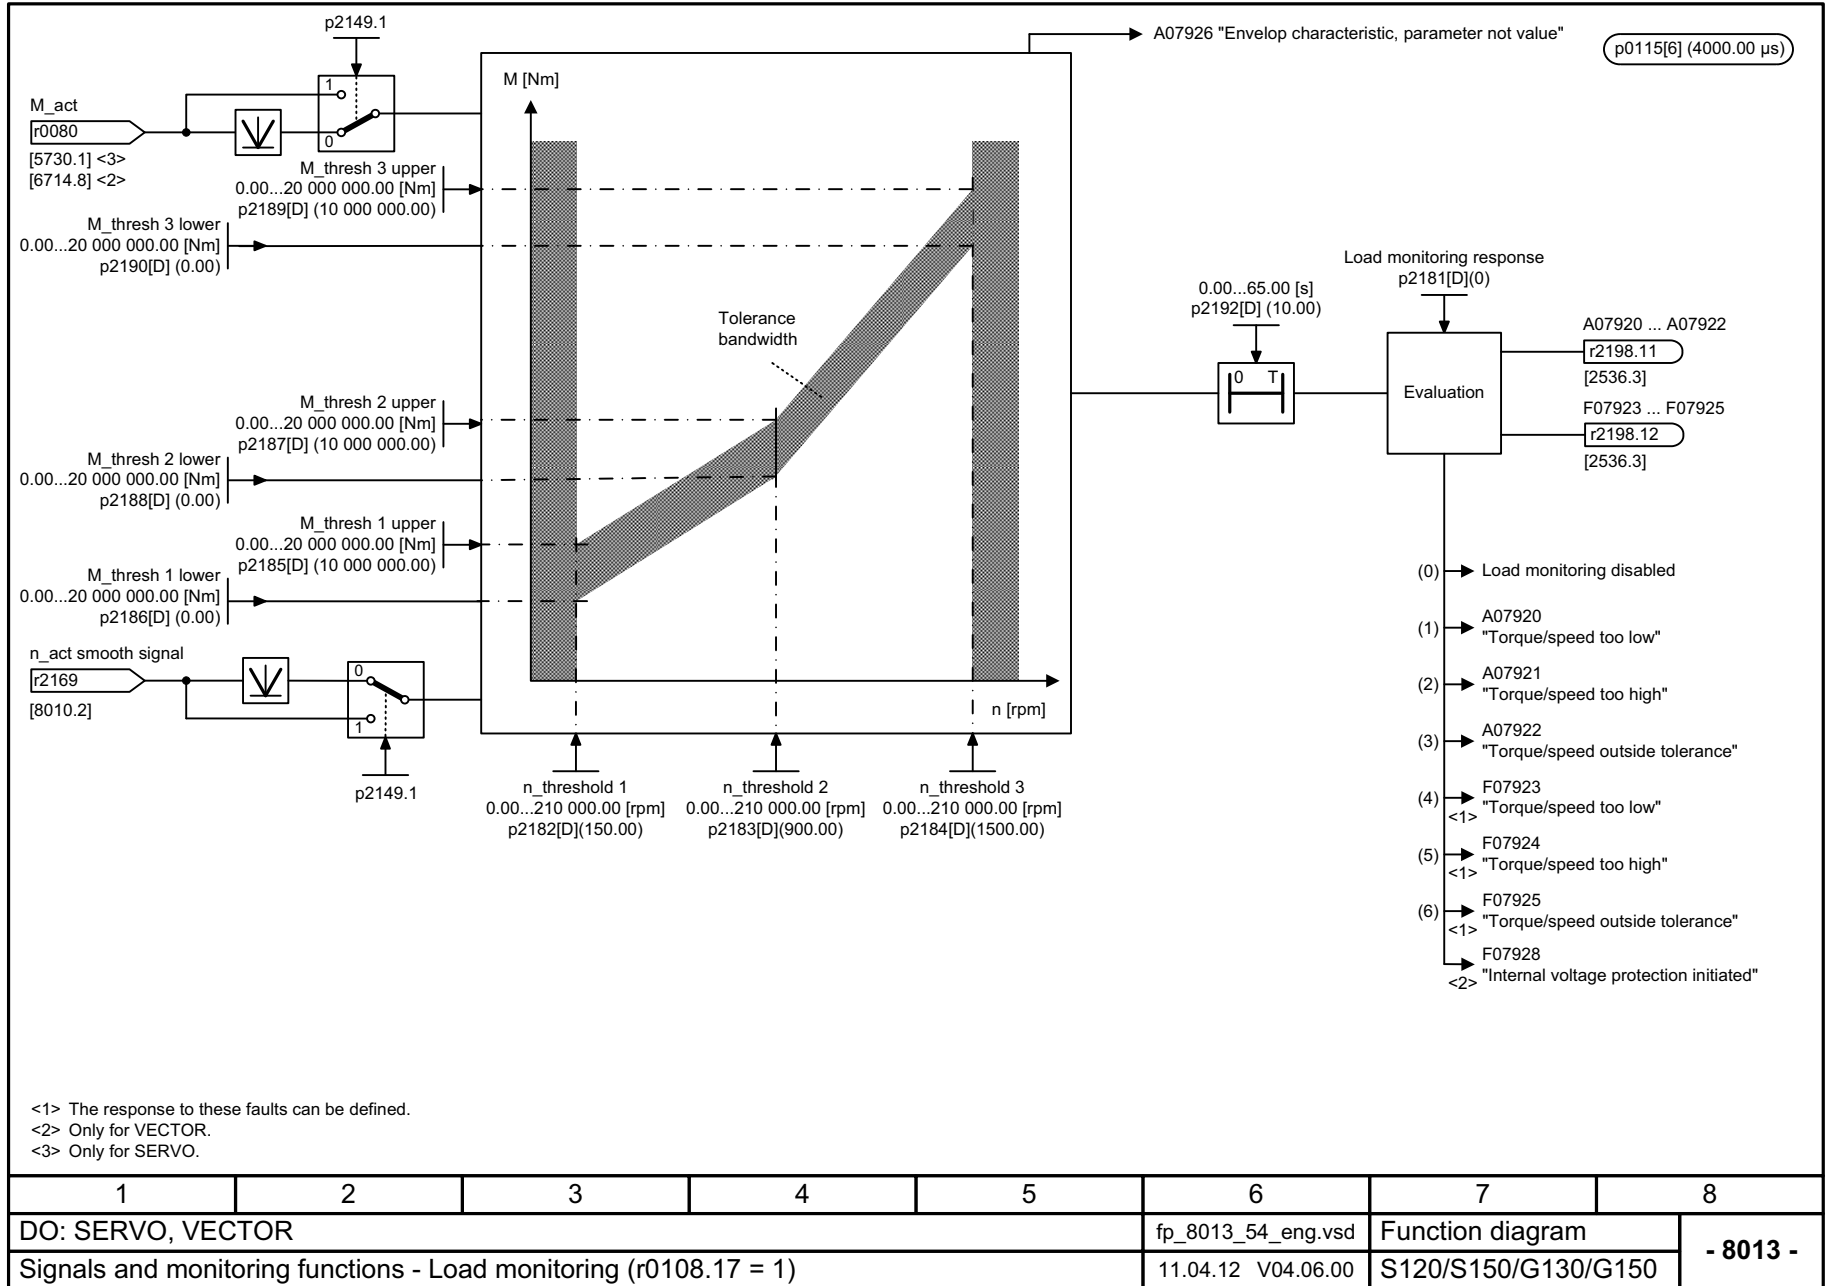 p2149.1
A07926 "Envelop characteristic, parameter not value"
p0115[6] (4000.00 µs)
M_act
r0080
[5730.1] <3>
[6714.8] <2>
1
0
M [Nm]
M_thresh 3 upper
0.00...20 000 000.00 [Nm]
p2189[D] (10 000 000.00)
M_thresh 3 lower
0.00...20 000 000.00 [Nm]
p2190[D] (0.00)
Tolerance
bandwidth
M_thresh 2 upper
0.00...20 000 000.00 [Nm]
p2187[D] (10 000 000.00)
M_thresh 2 lower
0.00...20 000 000.00 [Nm]
p2188[D] (0.00)
M_thresh 1 upper
0.00...20 000 000.00 [Nm]
p2185[D] (10 000 000.00)
M_thresh 1 lower
0.00...20 000 000.00 [Nm]
p2186[D] (0.00)
n_act smooth signal
r2169
[8010.2]
0
1
p2149.1
n [rpm]
n_threshold 1
0.00...210 000.00 [rpm]
p2182[D](150.00)
n_threshold 2
0.00...210 000.00 [rpm]
p2183[D](900.00)
n_threshold 3
0.00...210 000.00 [rpm]
p2184[D](1500.00)
0.00...65.00 [s]
p2192[D] (10.00)
0 T
Load monitoring response
p2181[D](0)
Evaluation
A07920 ... A07922
r2198.11
[2536.3]
F07923 ... F07925
r2198.12
[2536.3]
(0) Load monitoring disabled
(1) A07920
"Torque/speed too low"
(2) A07921
"Torque/speed too high"
(3) A07922
"Torque/speed outside tolerance"
(4) F07923
<1> "Torque/speed too low"
(5) F07924
<1> "Torque/speed too high"
(6) F07925
<1> "Torque/speed outside tolerance"
F07928
<2> "Internal voltage protection initiated"
<1> The response to these faults can be defined.
<2> Only for VECTOR.
<3> Only for SERVO.
1 2 3 4 5 6 7 8
DO: SERVO, VECTOR
fp_8013_54_eng.vsd
Function diagram
- 8013 -
Signals and monitoring functions - Load monitoring (r0108.17 = 1)
11.04.12 V04.06.00
S120/S150/G130/G150